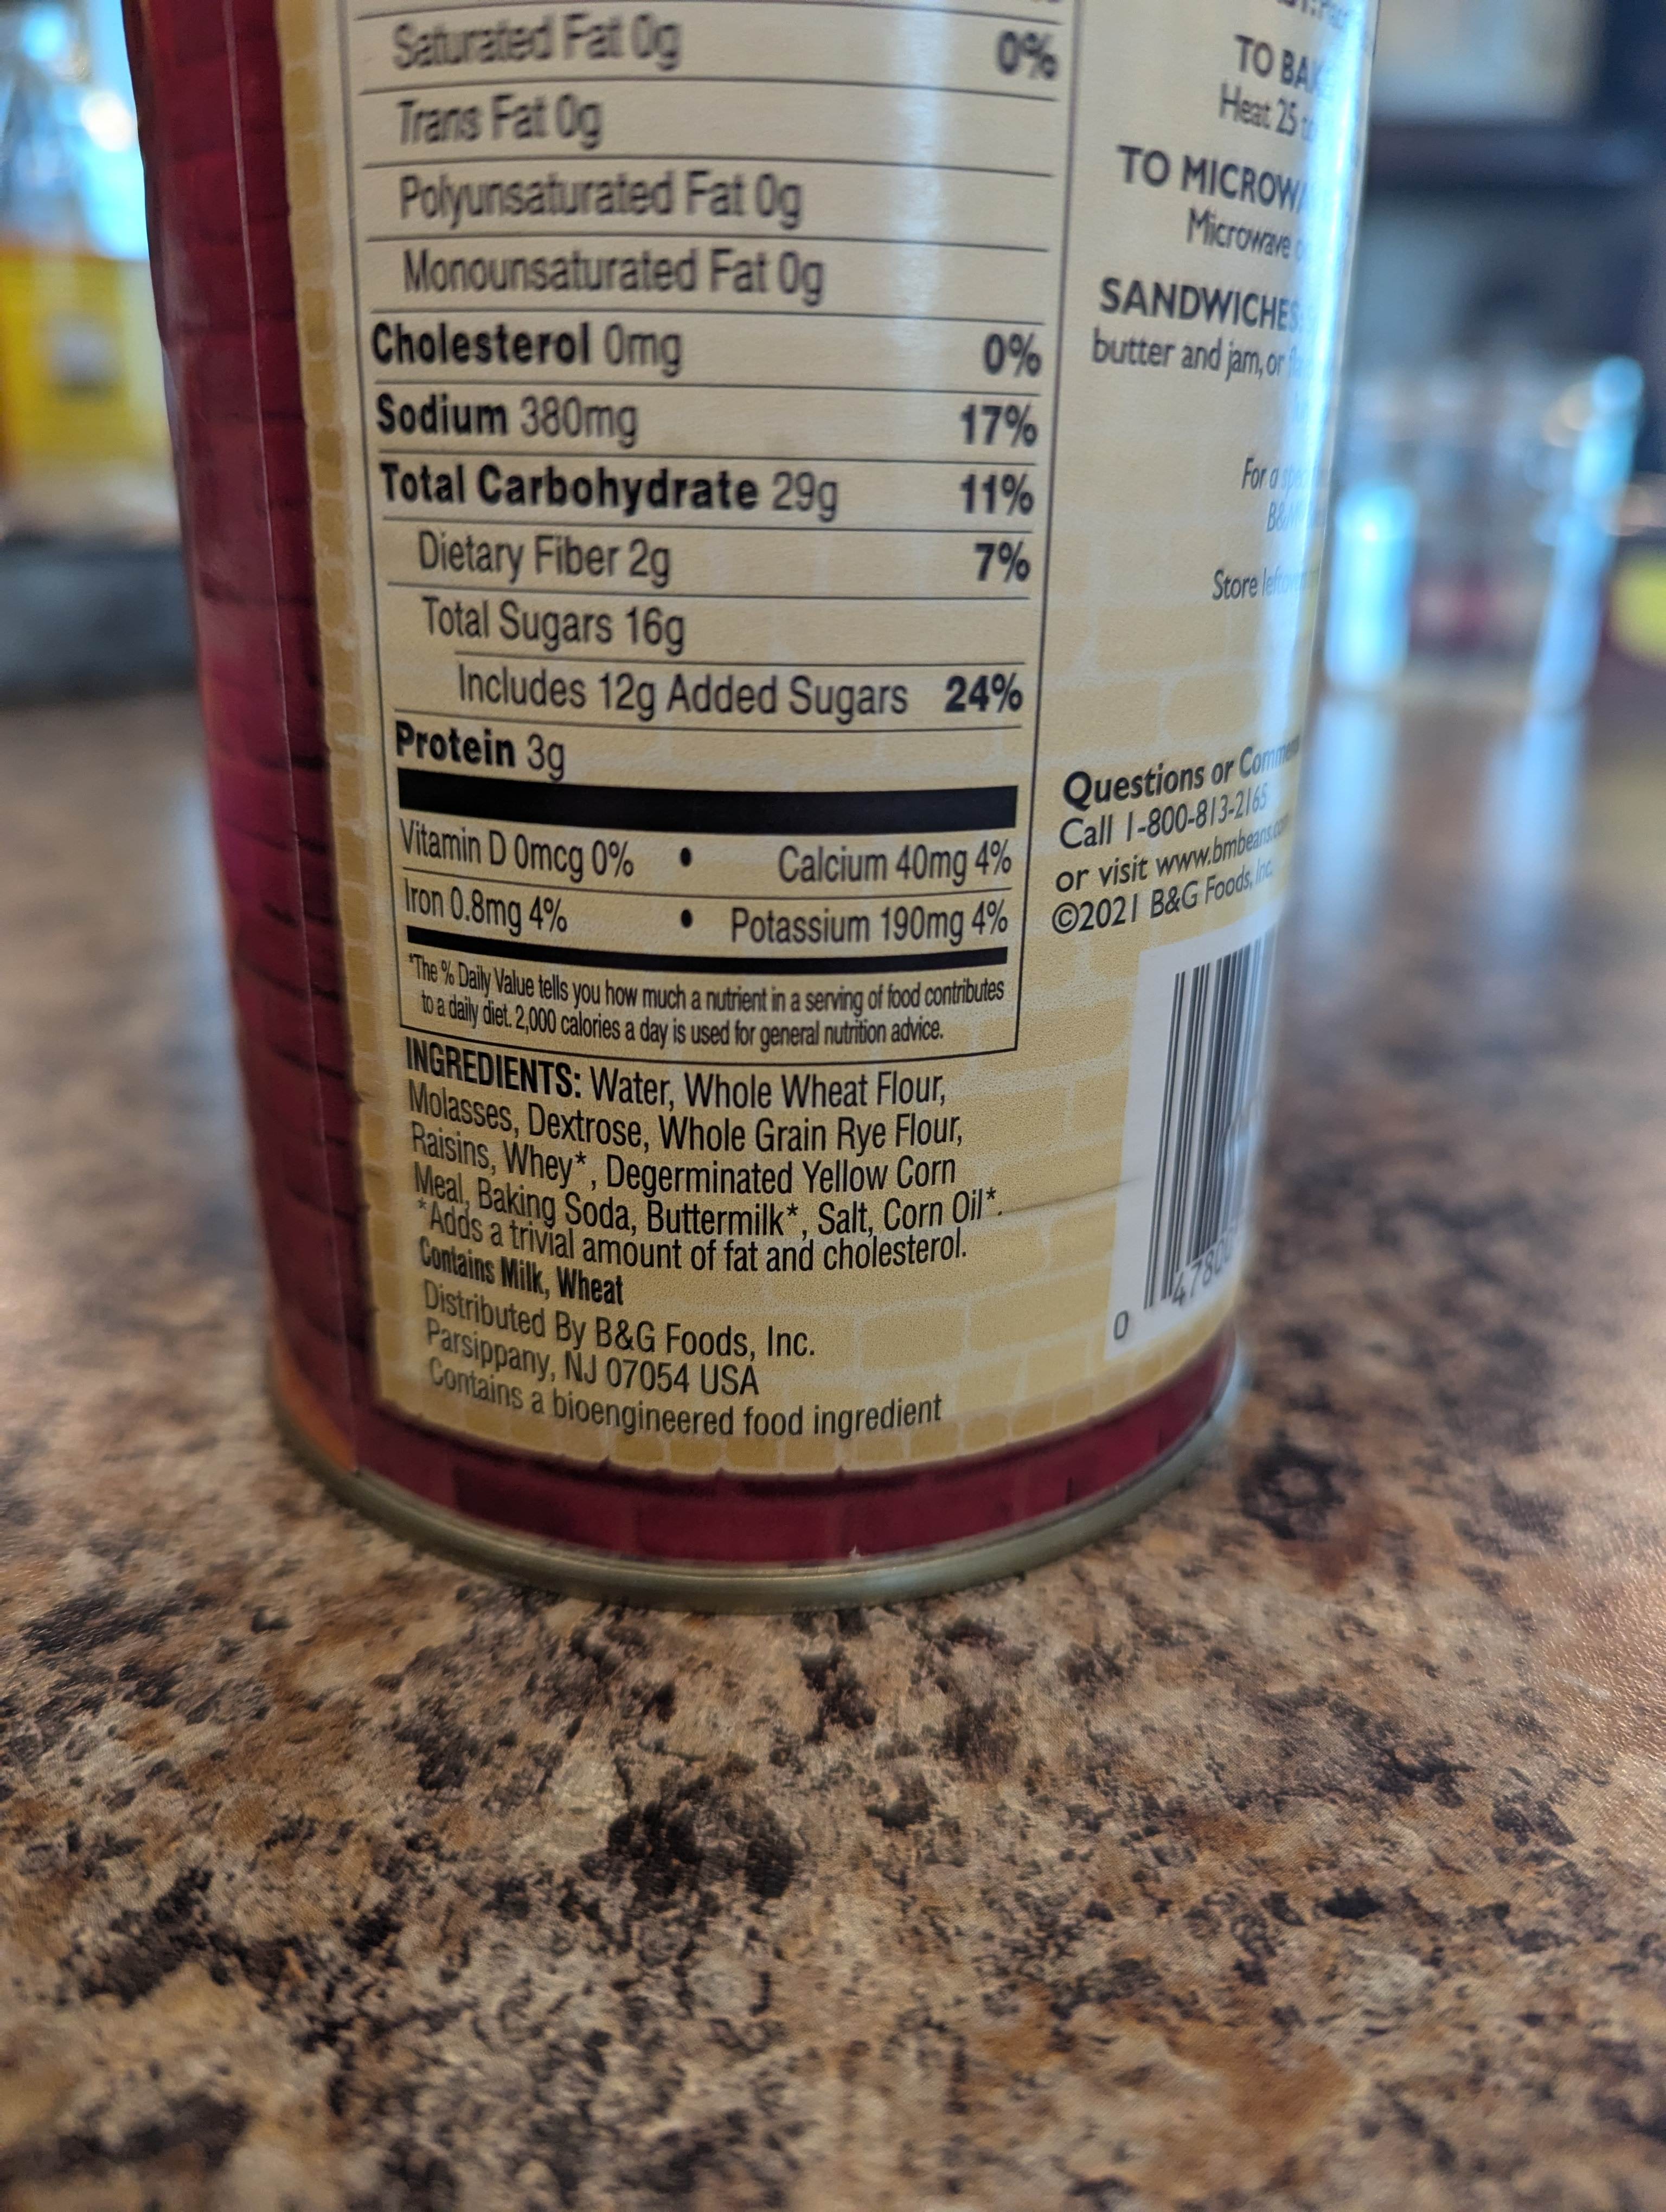 Saturated Fat 0g 0%
Trans Fat 0g
Polyunsaturated Fat 0g
Monounsaturated Fat 0g
Cholesterol 0mg 0%
Sodium 380mg 17%
Total Carbohydrate 29g 11%
Dietary Fiber 2g 7%
Total Sugars 16g
Includes 12g Added Sugars 24%
Protein 3g
Vitamin D 0mcg 0% • Calcium 40mg 4%
Iron 0.8mg 4% • Potassium 190mg 4%
*The % Daily Value tells you how much a nutrient in a serving of food contributes
to a daily diet. 2,000 calories a day is used for general nutrition advice.
INGREDIENTS: Water, Whole Wheat Flour,
Molasses, Dextrose, Whole Grain Rye Flour,
Raisins, Whey*, Degerminated Yellow Corn
Meal, Baking Soda, Buttermilk*, Salt, Corn Oil*.
*Adds a trivial amount of fat and cholesterol.
Contains Milk, Wheat
Distributed By B&G Foods, Inc.
Parsippany, NJ 07054 USA
Contains a bioengineered food ingredient
TO
Heat 25
TO
Microwave
SANDWICHES
butter and jam, or
For a
Store
Questions or
Call 1-800-813-2165
or visit www.bmbeans.com
©2021 B&G Foods, Inc.
0